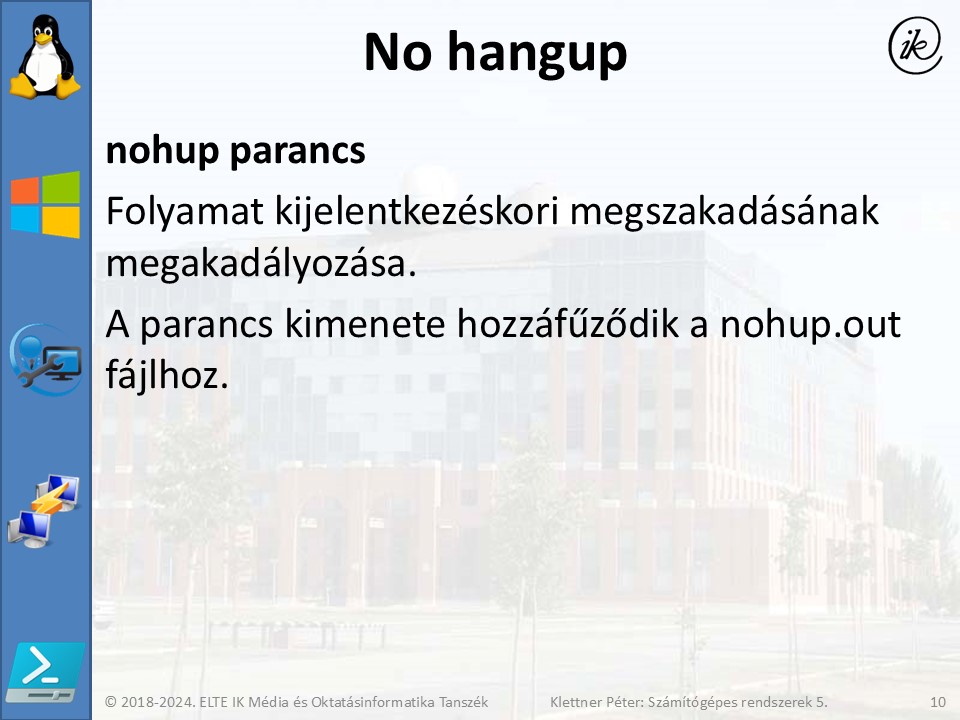 No hangup
ik
nohup parancs
Folyamat kijelentkezéskori megszakadásának
megakadályozása.
A parancs kimenete hozzáfűződik a nohup.out
fájlhoz.
© 2018-2024. ELTE IK Média és Oktatásinformatika Tanszék Klettner Péter: Számítógépes rendszerek 5. 10